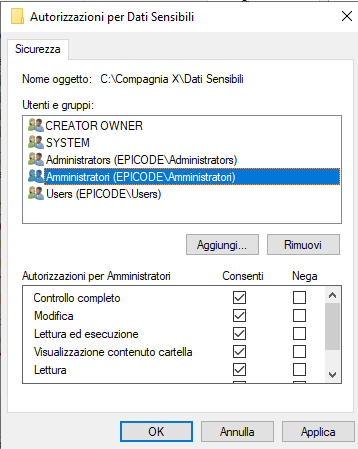 Autorizzazioni per Dati Sensibili
Sicurezza
Nome oggetto: C:\Compagnia X\Dati Sensibili
Utenti e gruppi:
CREATOR OWNER
SYSTEM
Administrators (EPICODE\Administrators)
Amministratori (EPICODE\Amministratori)
Users (EPICODE\Users)
Aggiungi... Rimuovi
Autorizzazioni per Amministratori Consenti Nega
Controllo completo
Modifica
Lettura ed esecuzione
Visualizzazione contenuto cartella
Lettura
OK Annulla Applica